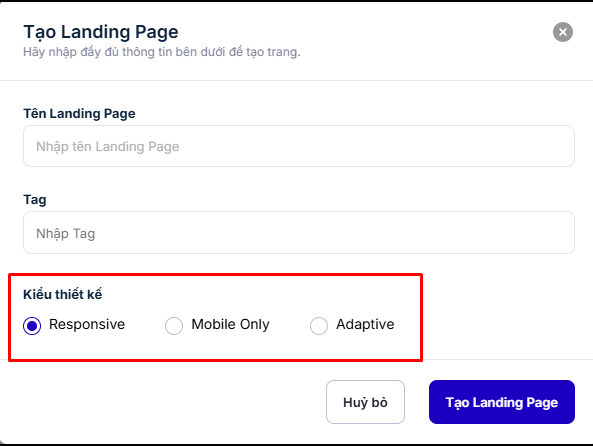 Tạo Landing Page
Hãy nhập đầy đủ thông tin bên dưới để tạo trang.
Tên Landing Page
Nhập tên Landing Page
Tag
Nhập Tag
Kiểu thiết kế
Responsive Mobile Only Adaptive
Huỷ bỏ Tạo Landing Page